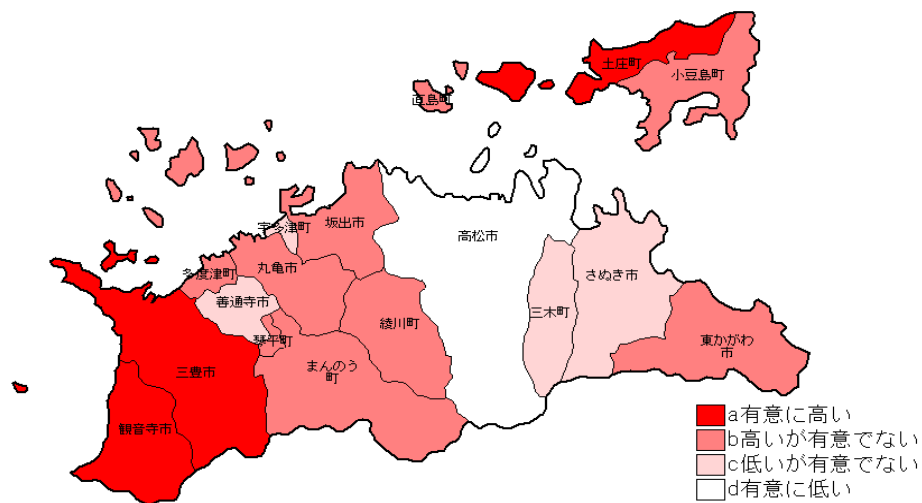 土庄町
小豆島町
直島町
宇多津町
坂出市
高松市
多度津町
丸亀市
さぬき市
善通寺市
三木町
綾川町
琴平町
東かがわ
市
まんのう
町
三豊市
観音寺市
a有意に高い
b高いが有意でない
c低いが有意でない
d有意に低い